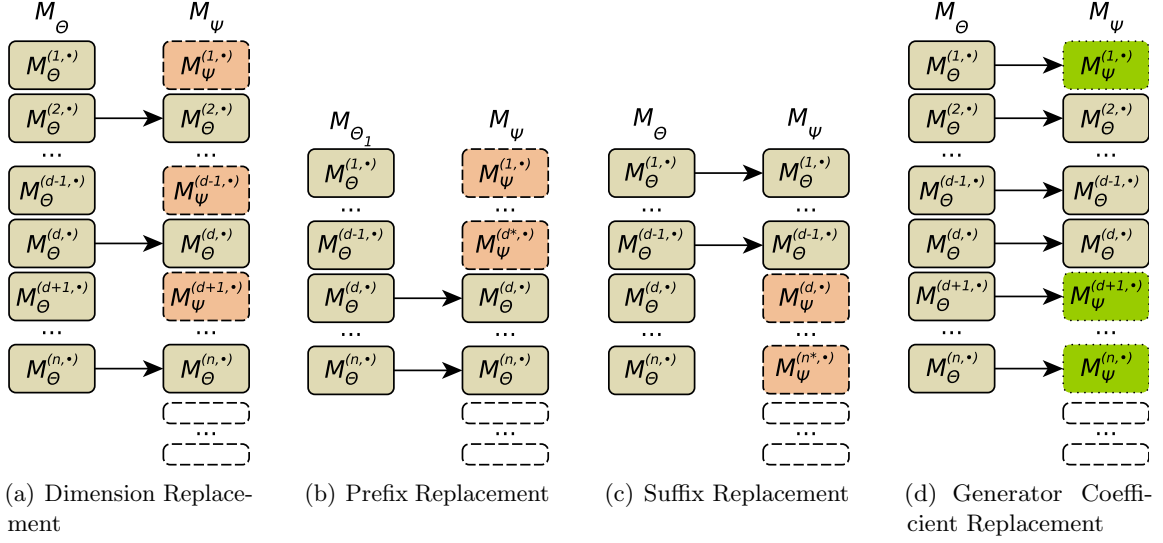 M_Θ M_Ψ
M_Θ^(1,•) M_Ψ^(1,•)
M_Θ^(2,•) M_Θ^(2,•)
... ...
M_Θ^(d-1,•) M_Ψ^(d-1,•)
M_Θ^(d,•) M_Θ^(d,•)
M_Θ^(d+1,•) M_Ψ^(d+1,•)
... ...
M_Θ^(n,•) M_Θ^(n,•)
...
(a) Dimension Replace-
ment
M_Θ_1 M_Ψ
M_Θ^(1,•) M_Ψ^(1,•)
... ...
M_Θ^(d-1,•) M_Ψ^(d*,•)
M_Θ^(d,•) M_Θ^(d,•)
... ...
M_Θ^(n,•) M_Θ^(n,•)
...
(b) Prefix Replacement
M_Θ M_Ψ
M_Θ^(1,•) M_Θ^(1,•)
... ...
M_Θ^(d-1,•) M_Θ^(d-1,•)
M_Θ^(d,•) M_Ψ^(d,•)
... ...
M_Θ^(n,•) M_Ψ^(n*,•)
(c) Suffix Replacement
M_Θ M_Ψ
M_Θ^(1,•) M_Ψ^(1,•)
M_Θ^(2,•) M_Θ^(2,•)
... ...
M_Θ^(d-1,•) M_Θ^(d-1,•)
M_Θ^(d,•) M_Θ^(d,•)
M_Θ^(d+1,•) M_Ψ^(d+1,•)
... ...
M_Θ^(n,•) M_Ψ^(n,•)
...
(d) Generator Coeffi-
cient Replacement